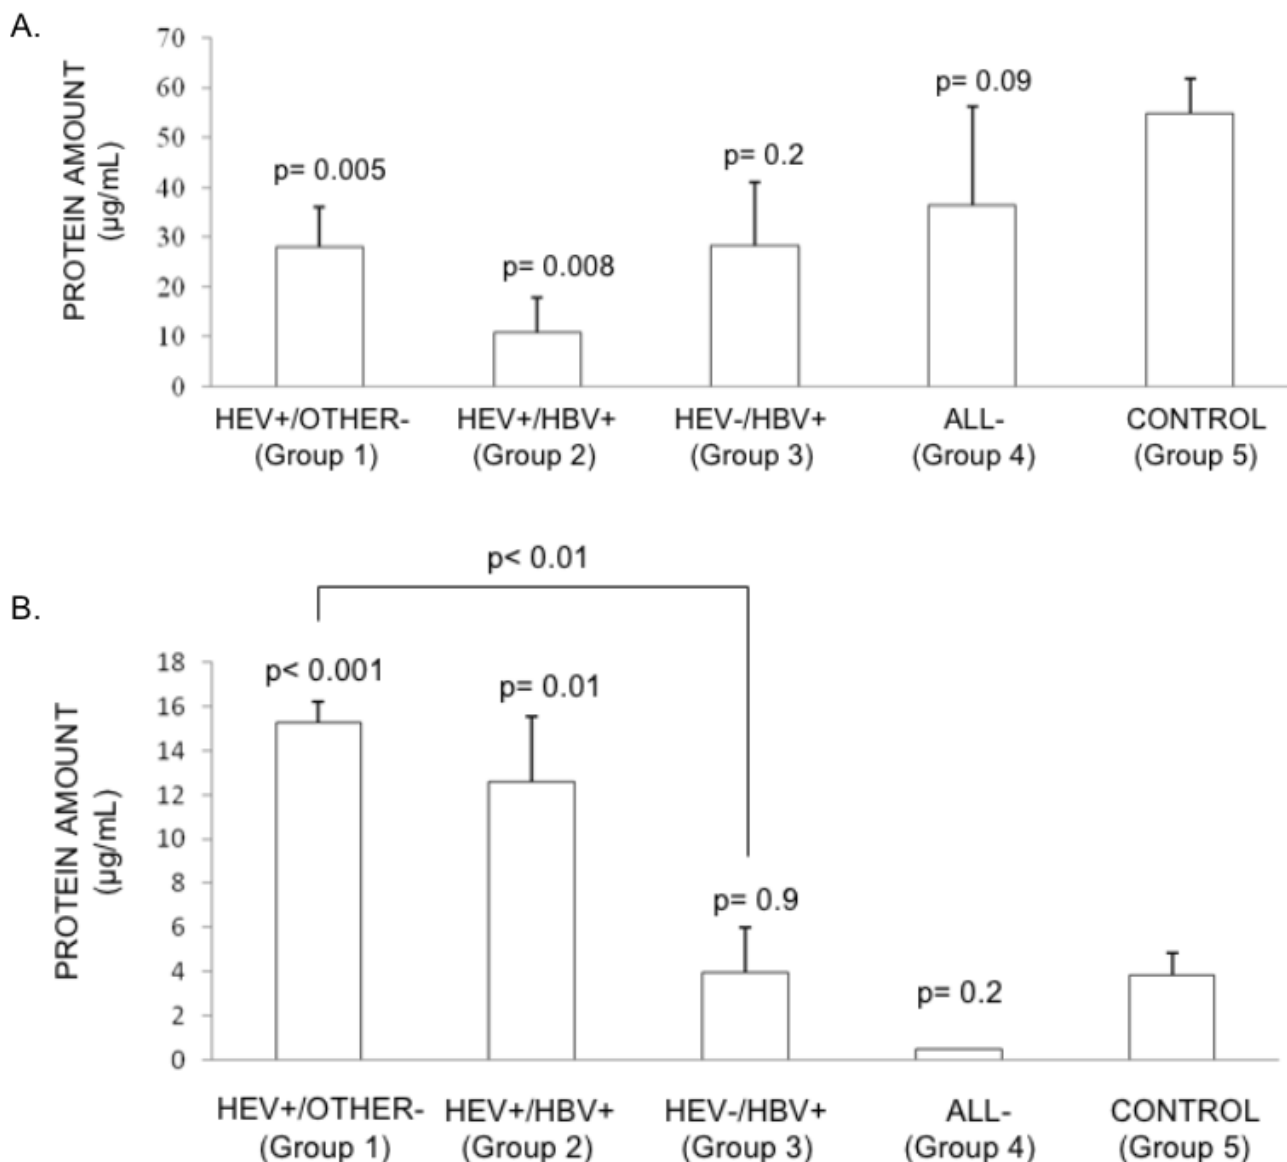 A.
PROTEIN AMOUNT
(µg/mL)
70
60
50
40
30
20
10
0
p= 0.005
p= 0.008
p= 0.2
p= 0.09
HEV+/OTHER- HEV+/HBV+ HEV-/HBV+ ALL- CONTROL
(Group 1) (Group 2) (Group 3) (Group 4) (Group 5)
p< 0.01
B.
PROTEIN AMOUNT
(µg/mL)
18
16
14
12
10
8
6
4
2
0
p< 0.001
p= 0.01
p= 0.9
p= 0.2
HEV+/OTHER- HEV+/HBV+ HEV-/HBV+ ALL- CONTROL
(Group 1) (Group 2) (Group 3) (Group 4) (Group 5)